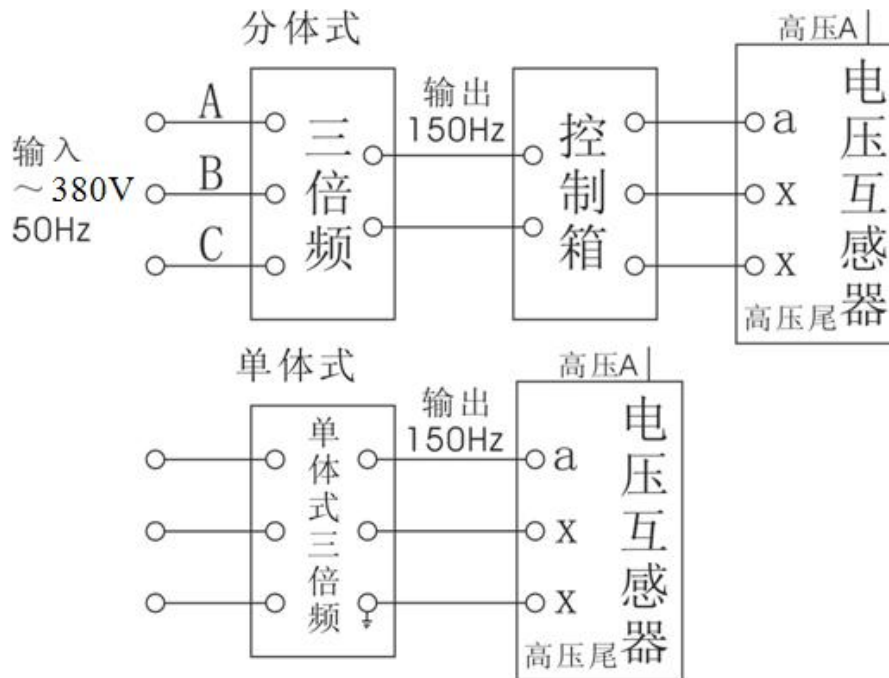 分体式
高压A
输入
～380V
50Hz
A
B
C
三倍频
输出
150Hz
控制箱
a
x
x
电压互感器
高压尾
单体式
高压A
单体式三倍频
输出
150Hz
a
x
x
电压互感器
高压尾